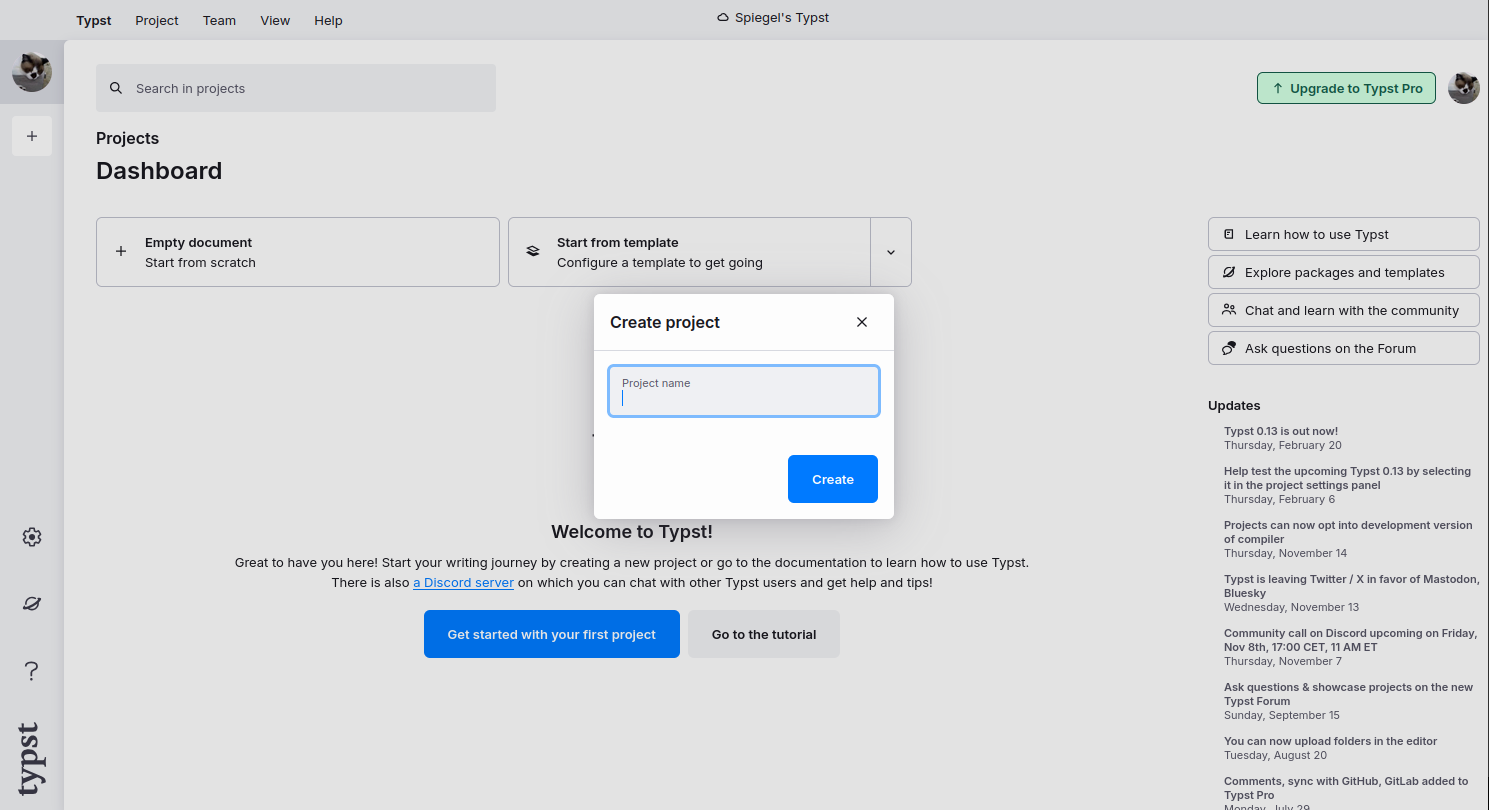 Typst Project Team View Help
Spiegel's Typst
Search in projects
Upgrade to Typst Pro
Projects
Dashboard
Empty document
Start from scratch
Start from template
Configure a template to get going
Create project
Project name
Create
Welcome to Typst!
Great to have you here! Start your writing journey by creating a new project or go to the documentation to learn how to use Typst.
There is also a Discord server on which you can chat with other Typst users and get help and tips!
Get started with your first project
Go to the tutorial
Learn how to use Typst
Explore packages and templates
Chat and learn with the community
Ask questions on the Forum
Updates
Typst 0.13 is out now!
Thursday, February 20
Help test the upcoming Typst 0.13 by selecting
it in the project settings panel
Thursday, February 6
Projects can now opt into development version
of compiler
Thursday, November 14
Typst is leaving Twitter / X in favor of Mastodon,
Bluesky
Wednesday, November 13
Community call on Discord upcoming on Friday,
Nov 8th, 17:00 CET, 11 AM ET
Thursday, November 7
Ask questions & showcase projects on the new
Typst Forum
Sunday, September 15
You can now upload folders in the editor
Tuesday, August 20
Comments, sync with GitHub, GitLab added to
Typst Pro
Monday, July 29
typst